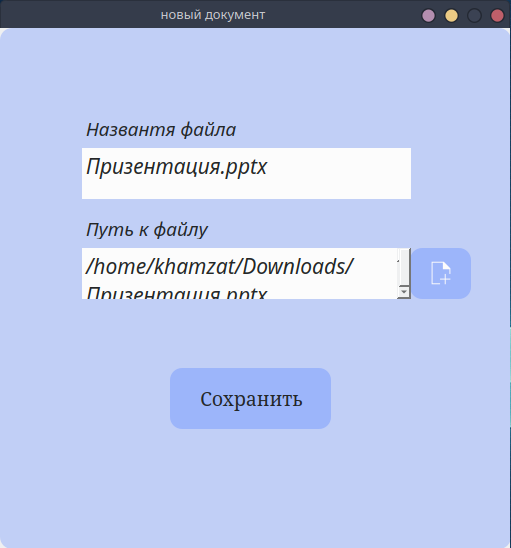 новый документ
Названтя файла
Призентация.pptx
Путь к файлу
/home/khamzat/Downloads/
Призентация.pptx
Сохранить